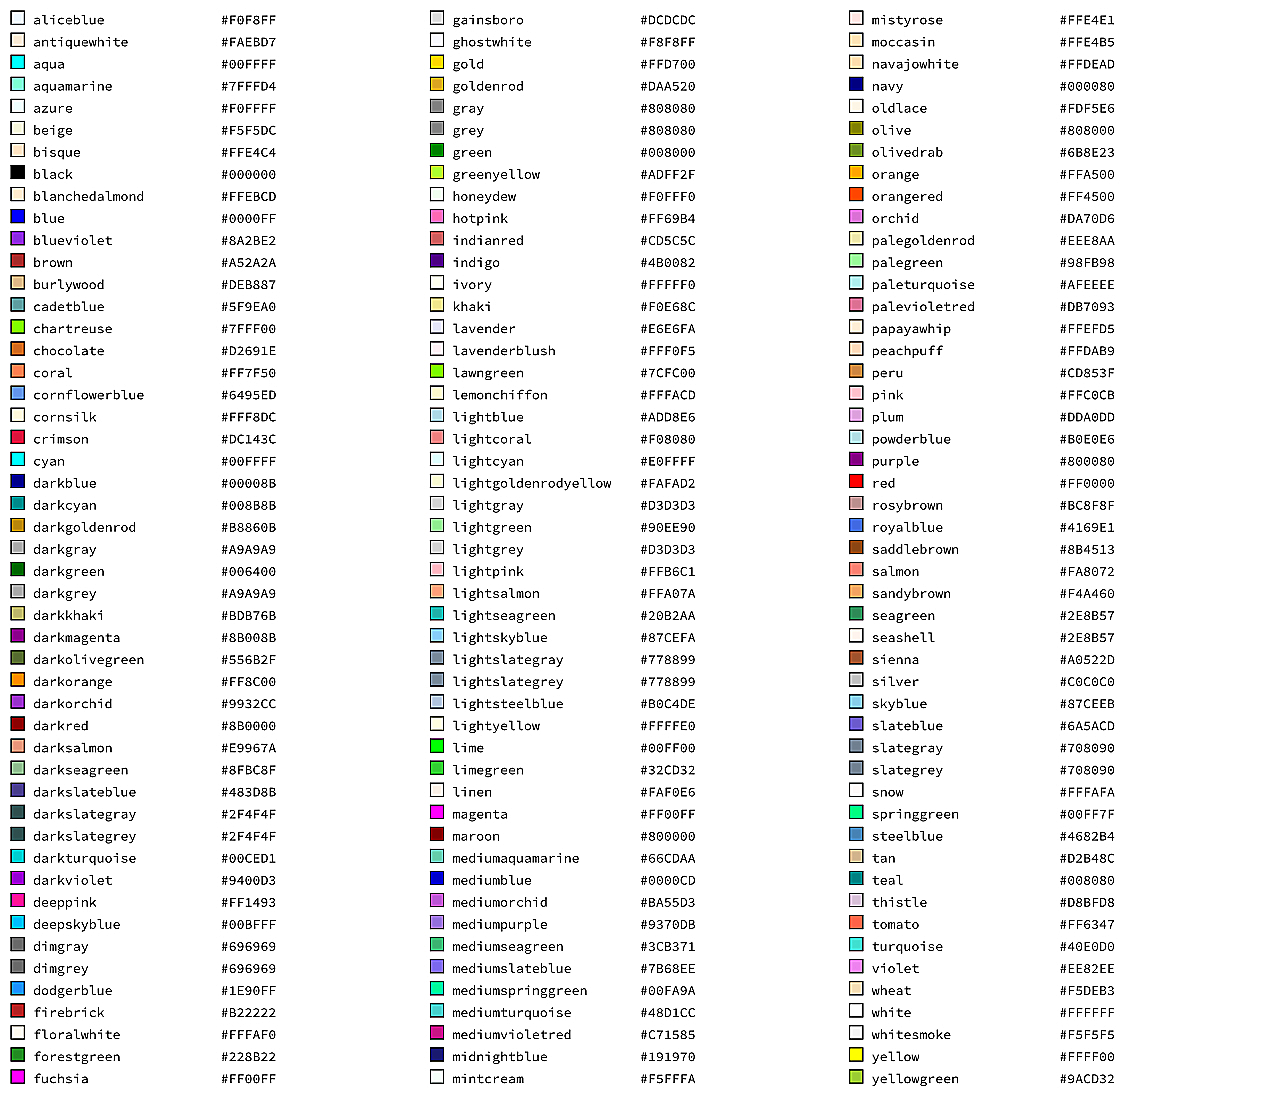 aliceblue #F0F8FF
antiquewhite #FAEBD7
aqua #00FFFF
aquamarine #7FFFD4
azure #F0FFFF
beige #F5F5DC
bisque #FFE4C4
black #000000
blanchedalmond #FFEBCD
blue #0000FF
blueviolet #8A2BE2
brown #A52A2A
burlywood #DEB887
cadetblue #5F9EA0
chartreuse #7FFF00
chocolate #D2691E
coral #FF7F50
cornflowerblue #6495ED
cornsilk #FFF8DC
crimson #DC143C
cyan #00FFFF
darkblue #00008B
darkcyan #008B8B
darkgoldenrod #B8860B
darkgray #A9A9A9
darkgreen #006400
darkgrey #A9A9A9
darkkhaki #BDB76B
darkmagenta #8B008B
darkolivegreen #556B2F
darkorange #FF8C00
darkorchid #9932CC
darkred #8B0000
darksalmon #E9967A
darkseagreen #8FBC8F
darkslateblue #483D8B
darkslategray #2F4F4F
darkslategrey #2F4F4F
darkturquoise #00CED1
darkviolet #9400D3
deeppink #FF1493
deepskyblue #00BFFF
dimgray #696969
dimgrey #696969
dodgerblue #1E90FF
firebrick #B22222
floralwhite #FFFAF0
forestgreen #228B22
fuchsia #FF00FF
gainsboro #DCDCDC
ghostwhite #F8F8FF
gold #FFD700
goldenrod #DAA520
gray #808080
grey #808080
green #008000
greenyellow #ADFF2F
honeydew #F0FFF0
hotpink #FF69B4
indianred #CD5C5C
indigo #4B0082
ivory #FFFFF0
khaki #F0E68C
lavender #E6E6FA
lavenderblush #FFF0F5
lawngreen #7CFC00
lemonchiffon #FFFACD
lightblue #ADD8E6
lightcoral #F08080
lightcyan #E0FFFF
lightgoldenrodyellow #FAFAD2
lightgray #D3D3D3
lightgreen #90EE90
lightgrey #D3D3D3
lightpink #FFB6C1
lightsalmon #FFA07A
lightseagreen #20B2AA
lightskyblue #87CEFA
lightslategray #778899
lightslategrey #778899
lightsteelblue #B0C4DE
lightyellow #FFFFE0
lime #00FF00
limegreen #32CD32
linen #FAF0E6
magenta #FF00FF
maroon #800000
mediumaquamarine #66CDAA
mediumblue #0000CD
mediumorchid #BA55D3
mediumpurple #9370DB
mediumseagreen #3CB371
mediumslateblue #7B68EE
mediumspringgreen #00FA9A
mediumturquoise #48D1CC
mediumvioletred #C71585
midnightblue #191970
mintcream #F5FFFA
mistyrose #FFE4E1
moccasin #FFE4B5
navajowhite #FFDEAD
navy #000080
oldlace #FDF5E6
olive #808000
olivedrab #6B8E23
orange #FFA500
orangered #FF4500
orchid #DA70D6
palegoldenrod #EEE8AA
palegreen #98FB98
paleturquoise #AFEEEE
palevioletred #DB7093
papayawhip #FFEFD5
peachpuff #FFDAB9
peru #CD853F
pink #FFC0CB
plum #DDA0DD
powderblue #B0E0E6
purple #800080
red #FF0000
rosybrown #BC8F8F
royalblue #4169E1
saddlebrown #8B4513
salmon #FA8072
sandybrown #F4A460
seagreen #2E8B57
seashell #2E8B57
sienna #A0522D
silver #C0C0C0
skyblue #87CEEB
slateblue #6A5ACD
slategray #708090
slategrey #708090
snow #FFFAFA
springgreen #00FF7F
steelblue #4682B4
tan #D2B48C
teal #008080
thistle #D8BFD8
tomato #FF6347
turquoise #40E0D0
violet #EE82EE
wheat #F5DEB3
white #FFFFFF
whitesmoke #F5F5F5
yellow #FFFF00
yellowgreen #9ACD32